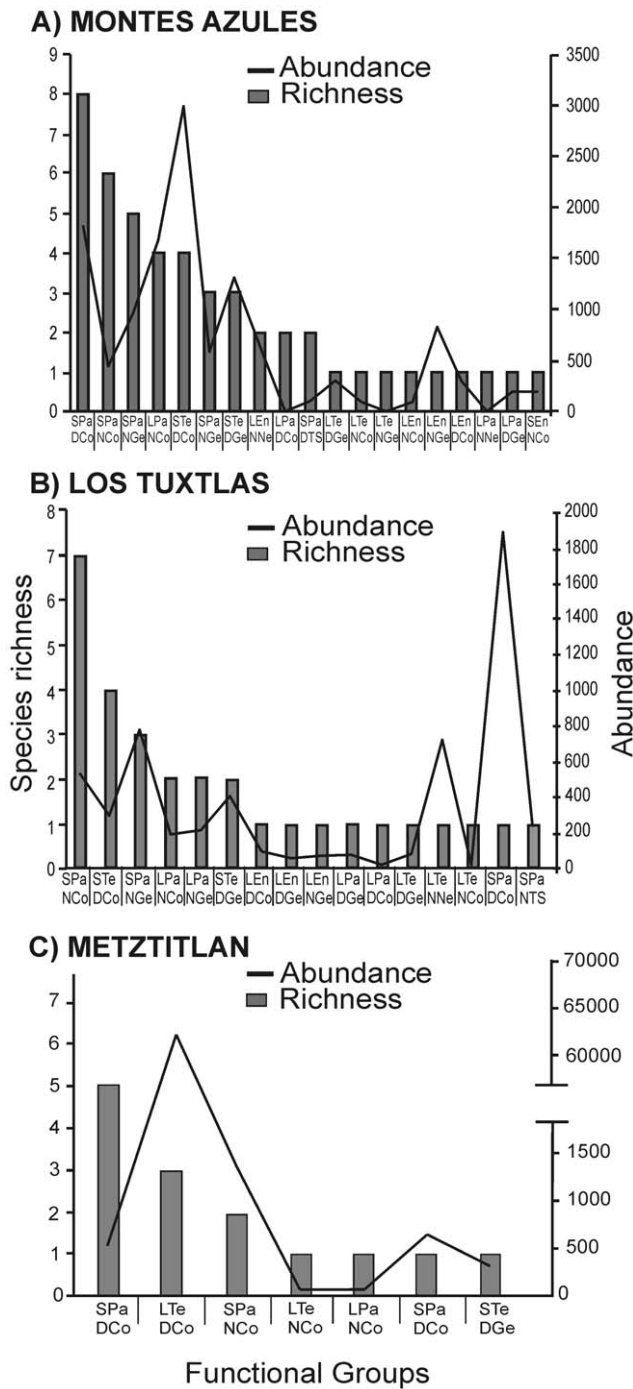 A) MONTES AZULES
Abundance
Richness
9
8
7
6
5
4
3
2
1
0
3500
3000
2500
2000
1500
1000
500
0
SPa SPa SPa LPa STe SPa STe LEn LPa SPa LTe LTe LTe LEn LEn LEn LPa LPa SEn
DCo NCo NGe NCo DCo NGe DGe NNe DCo DTS DGe NCo NGe NCo NGe DCo NNe DGe NCo
B) LOS TUXTLAS
Abundance
Richness
Species richness
8
7
6
5
4
3
2
1
0
2000
1800
1600
1400
1200
1000
800
600
400
200
0
Abundance
SPa STe SPa LPa LPa STe LEn LEn LEn LPa LPa LTe LTe LTe SPa SPa
NCo DCo NGe NCo NGe DGe DCo DGe NGe DGe DCo DGe NNe NCo DCo NTS
C) METZTITLAN
Abundance
Richness
7
6
5
4
3
2
1
0
70000
65000
60000
1500
1000
500
0
SPa LTe SPa LTe LPa SPa STe
DCo DCo NCo NCo NCo DCo DGe
Functional Groups